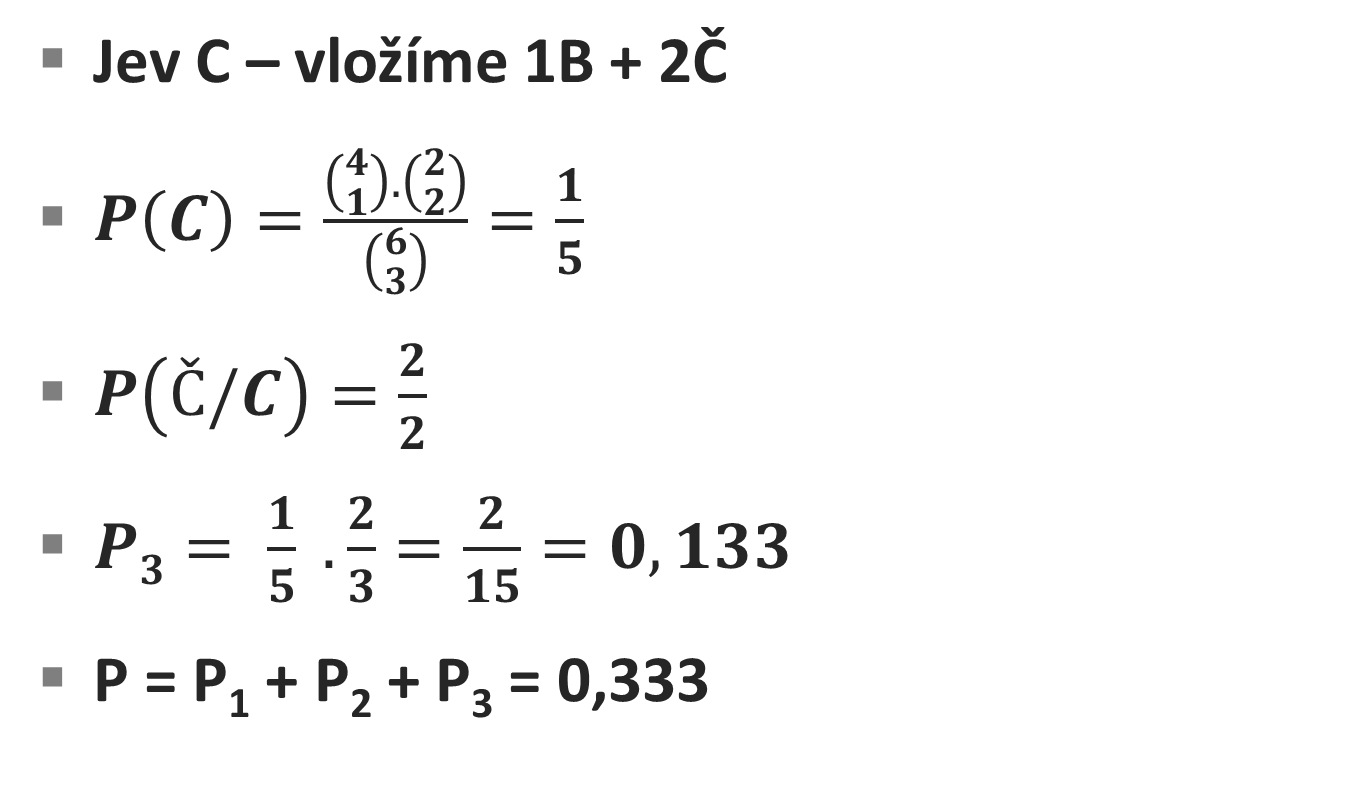 ▪ Jev C – vložíme 1B + 2Č
▪ P(C) = (4 1).(2 2) / (6 3) = 1/5
▪ P(Č/C) = 2/2
▪ P₃ = 1/5 . 2/3 = 2/15 = 0,133
▪ P = P₁ + P₂ + P₃ = 0,333